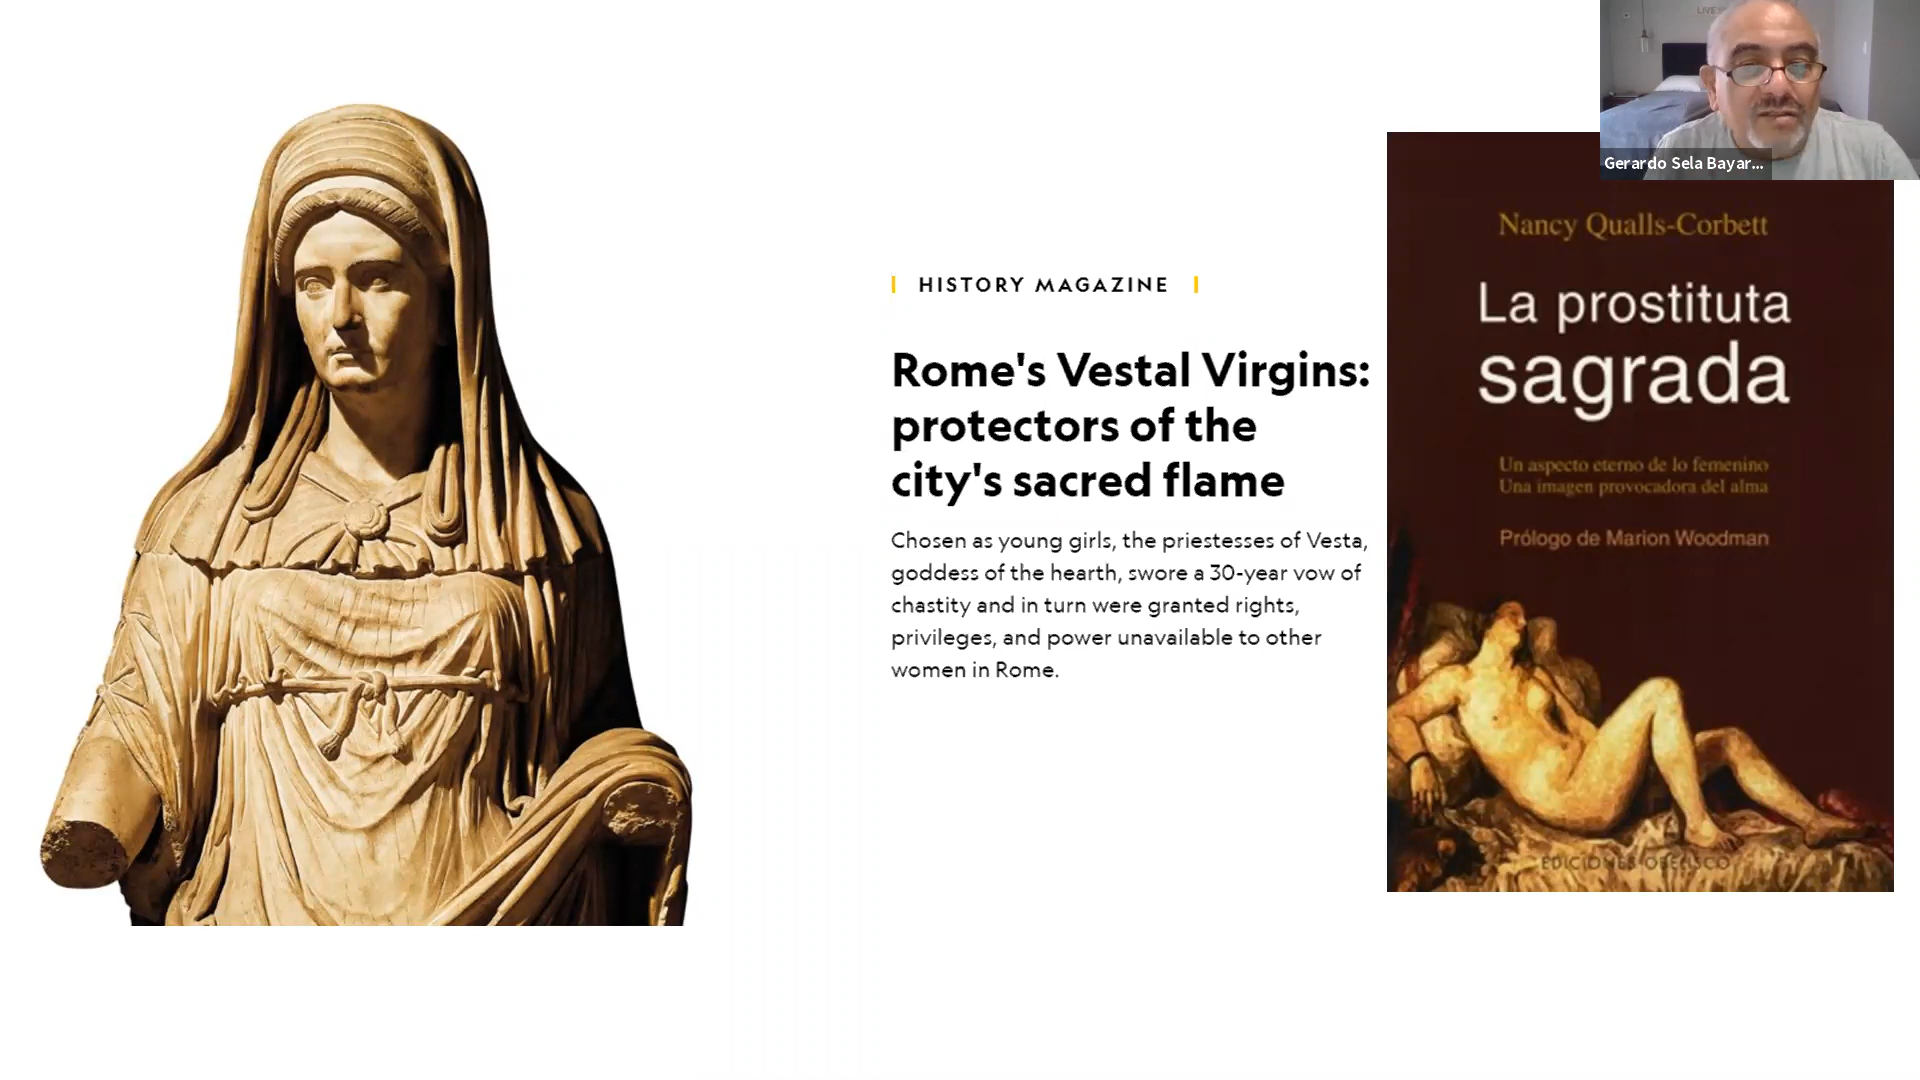 LIVE
Gerardo Sela Bayar...
HISTORY MAGAZINE
Rome's Vestal Virgins:
protectors of the
city's sacred flame
Chosen as young girls, the priestesses of Vesta,
goddess of the hearth, swore a 30-year vow of
chastity and in turn were granted rights,
privileges, and power unavailable to other
women in Rome.
Nancy Qualls-Corbett
La prostituta
sagrada
Un aspecto eterno de lo femenino
Una imagen provocadora del alma
Prólogo de Marion Woodman
EDICIONES OBELISCO